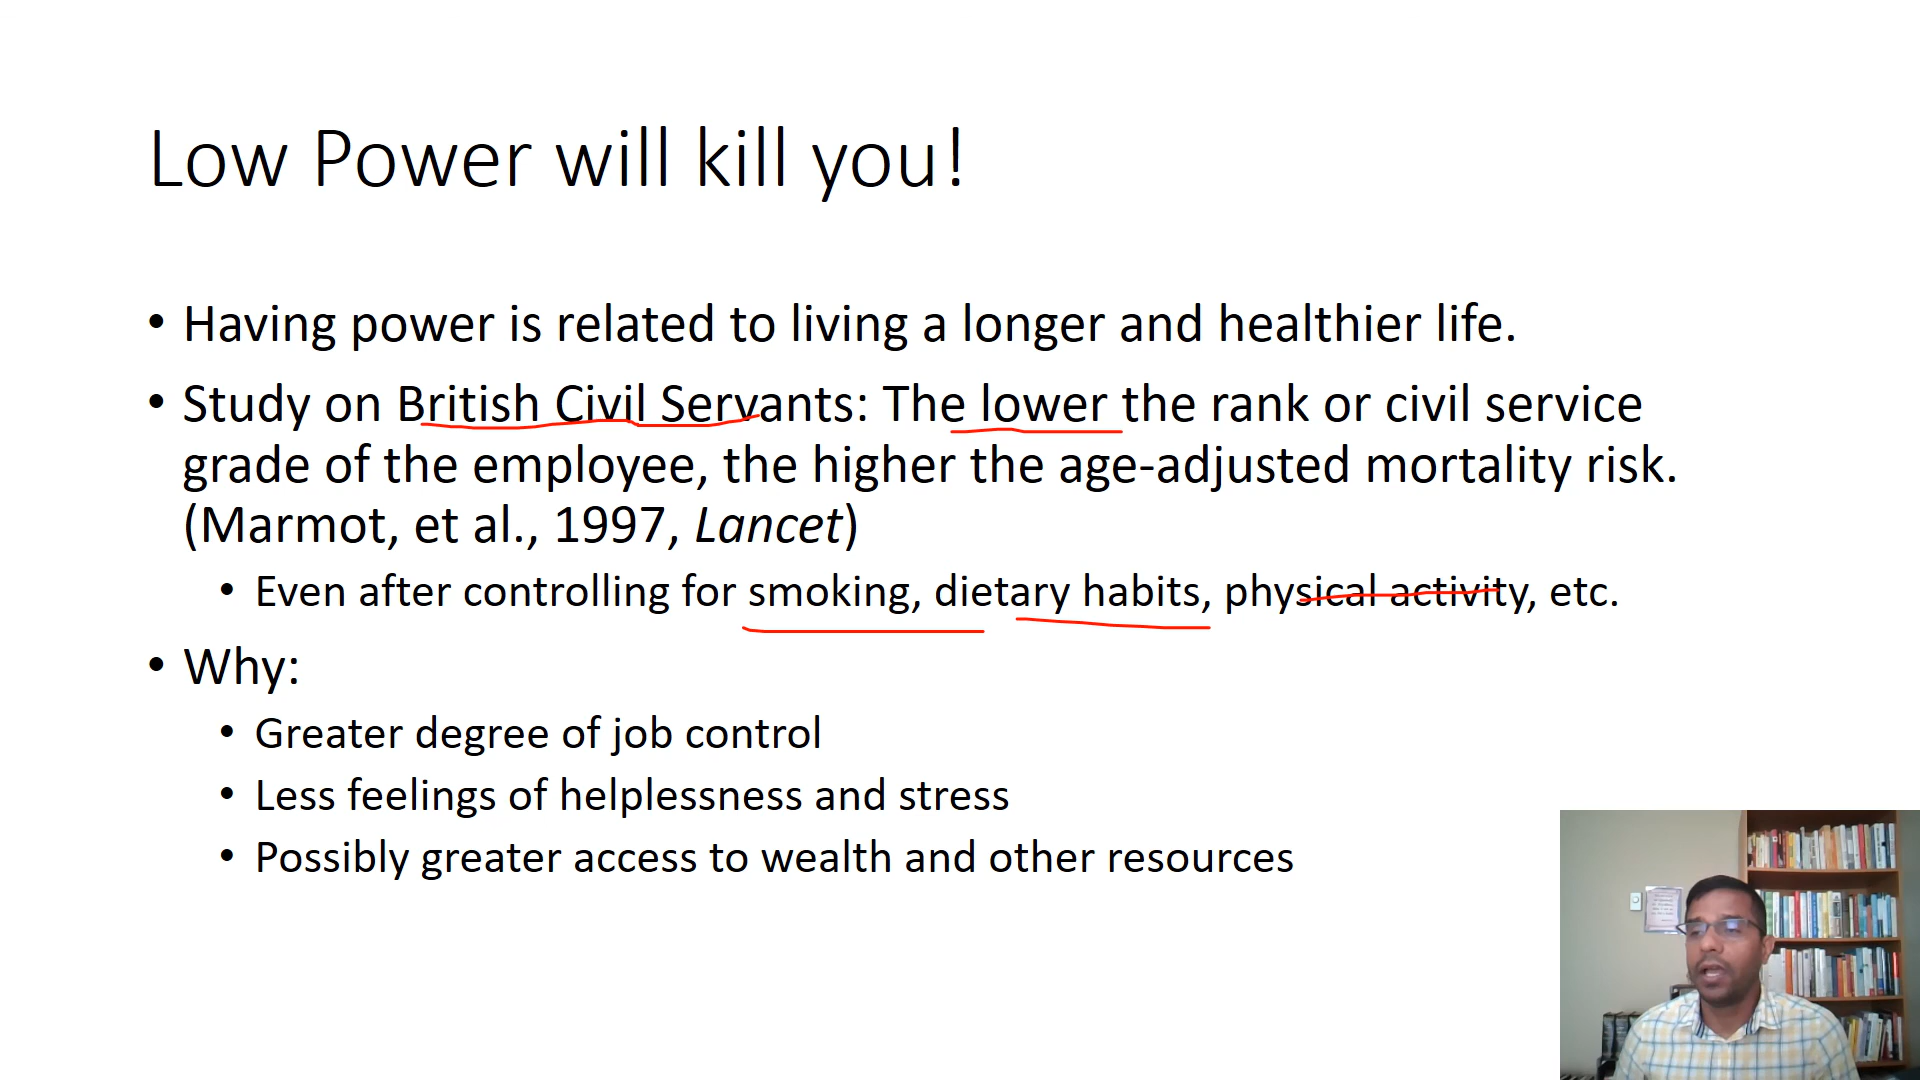 Low Power will kill you!
• Having power is related to living a longer and healthier life.
• Study on British Civil Servants: The lower the rank or civil service
grade of the employee, the higher the age-adjusted mortality risk.
(Marmot, et al., 1997, Lancet)
• Even after controlling for smoking, dietary habits, physical activity, etc.
• Why:
• Greater degree of job control
• Less feelings of helplessness and stress
• Possibly greater access to wealth and other resources